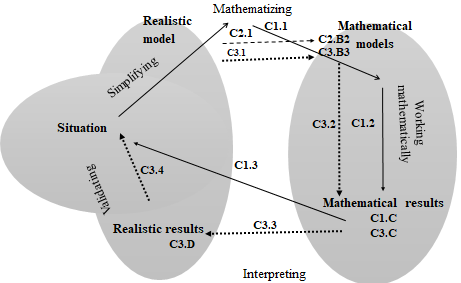 Mathematizing
Realistic
model
C1.1
Mathematical
models
C2.1
C2.B2
C3.1
C3.B3
Simplifying
Situation
C3.2
C1.2
Working
mathematically
C1.3
C3.4
Validating
Mathematical results
C1.C
C3.C
Realistic results
C3.D
C3.3
Interpreting